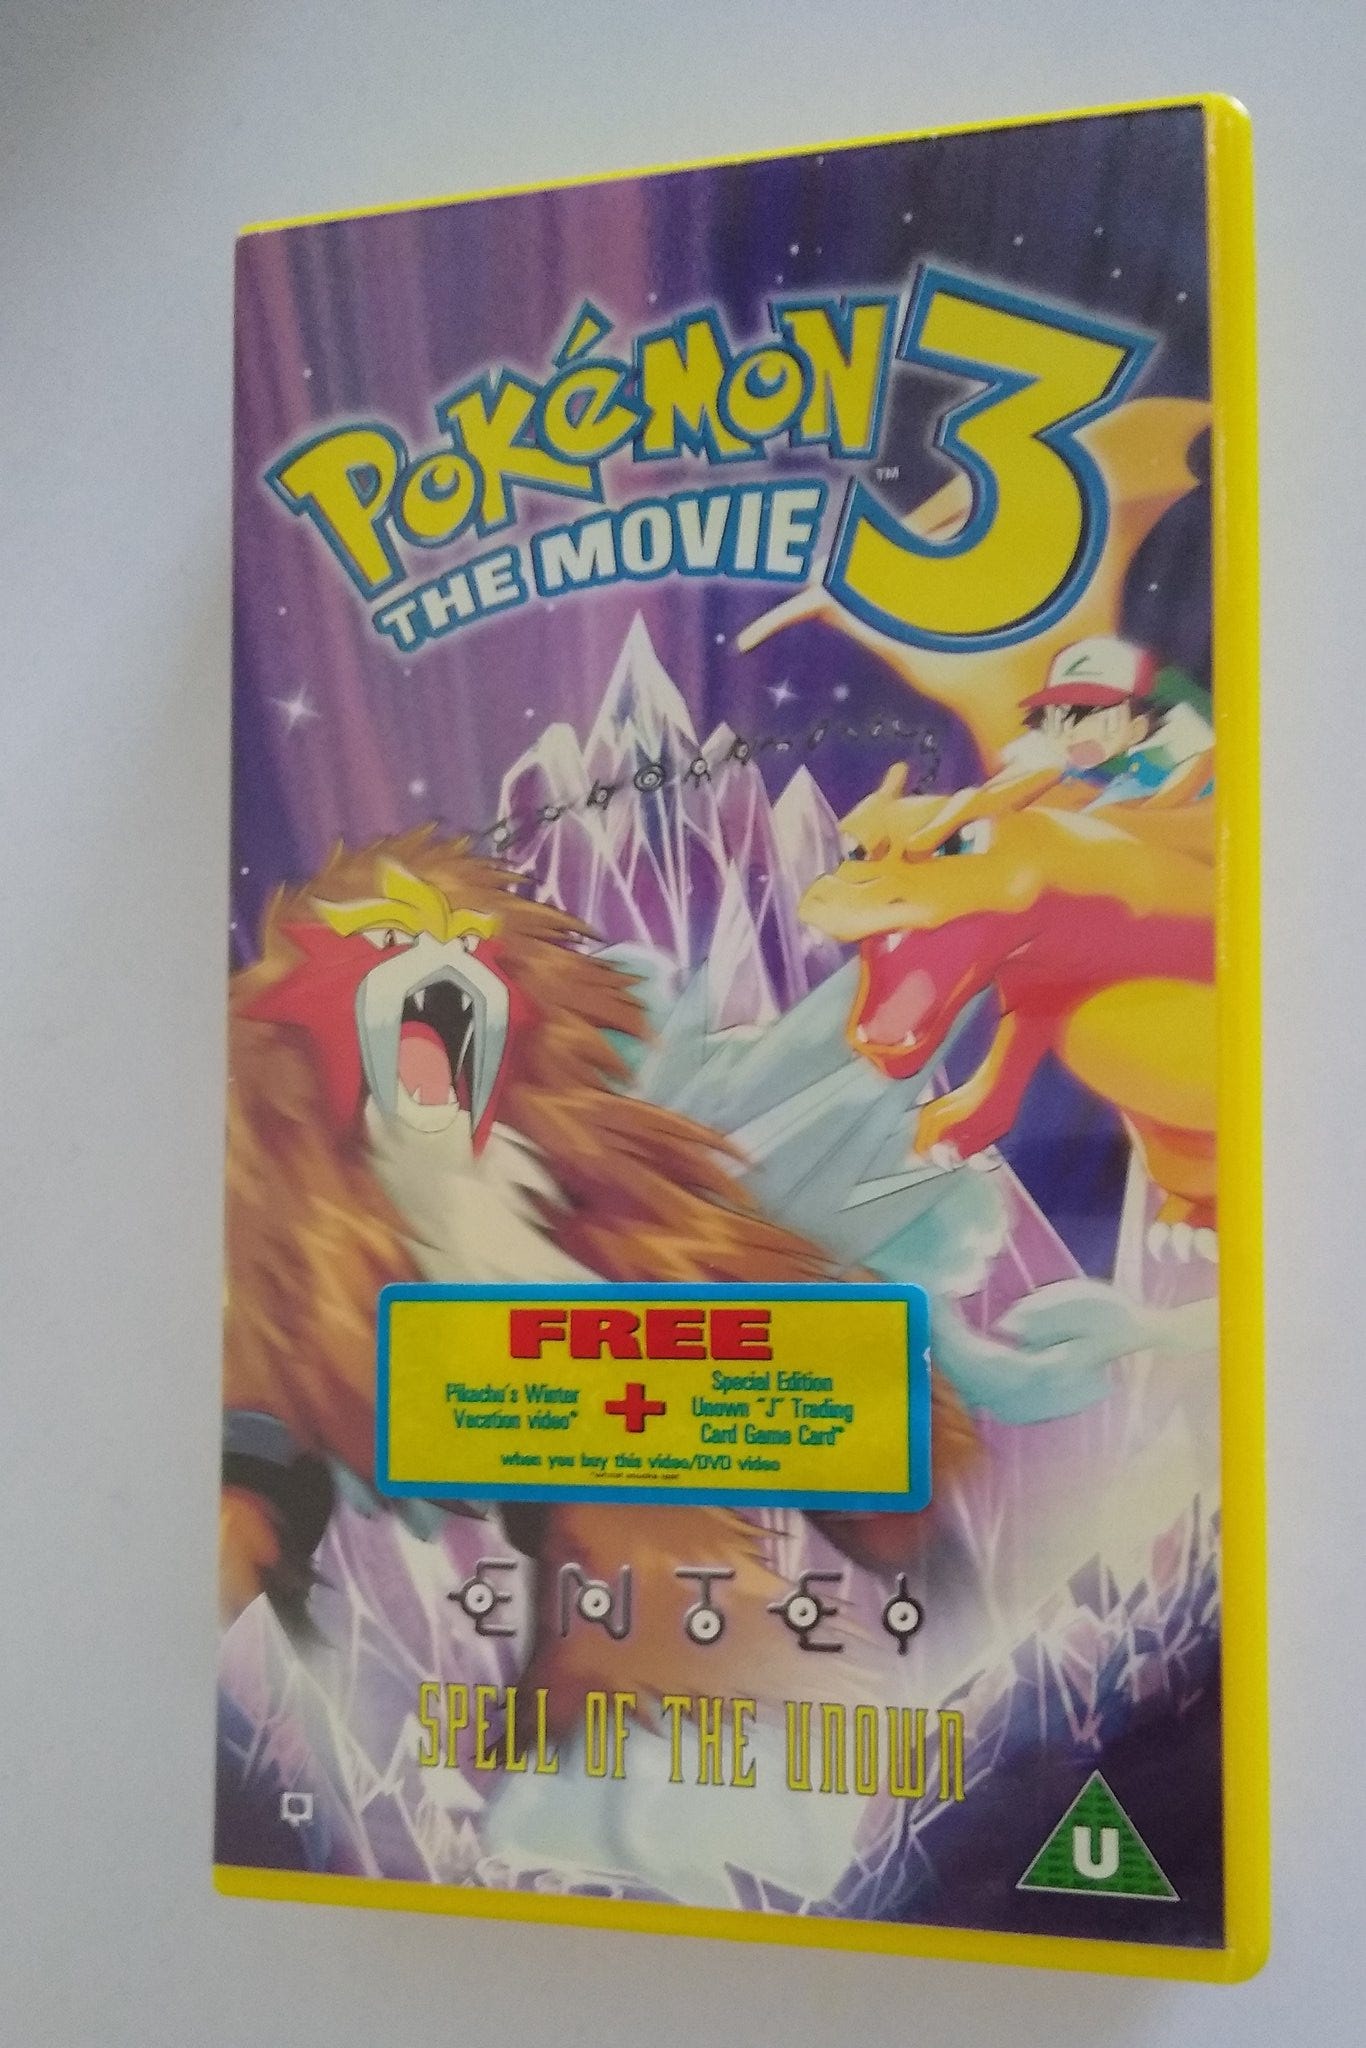 POKéMON 3
™
THE MOVIE
FREE
Pikachu's Winter
Vacation video*
+
Special Edition
Unown "J" Trading
Card Game Card*
when you buy this video/DVD video
ENTEI
SPELL OF THE UNOWN
U